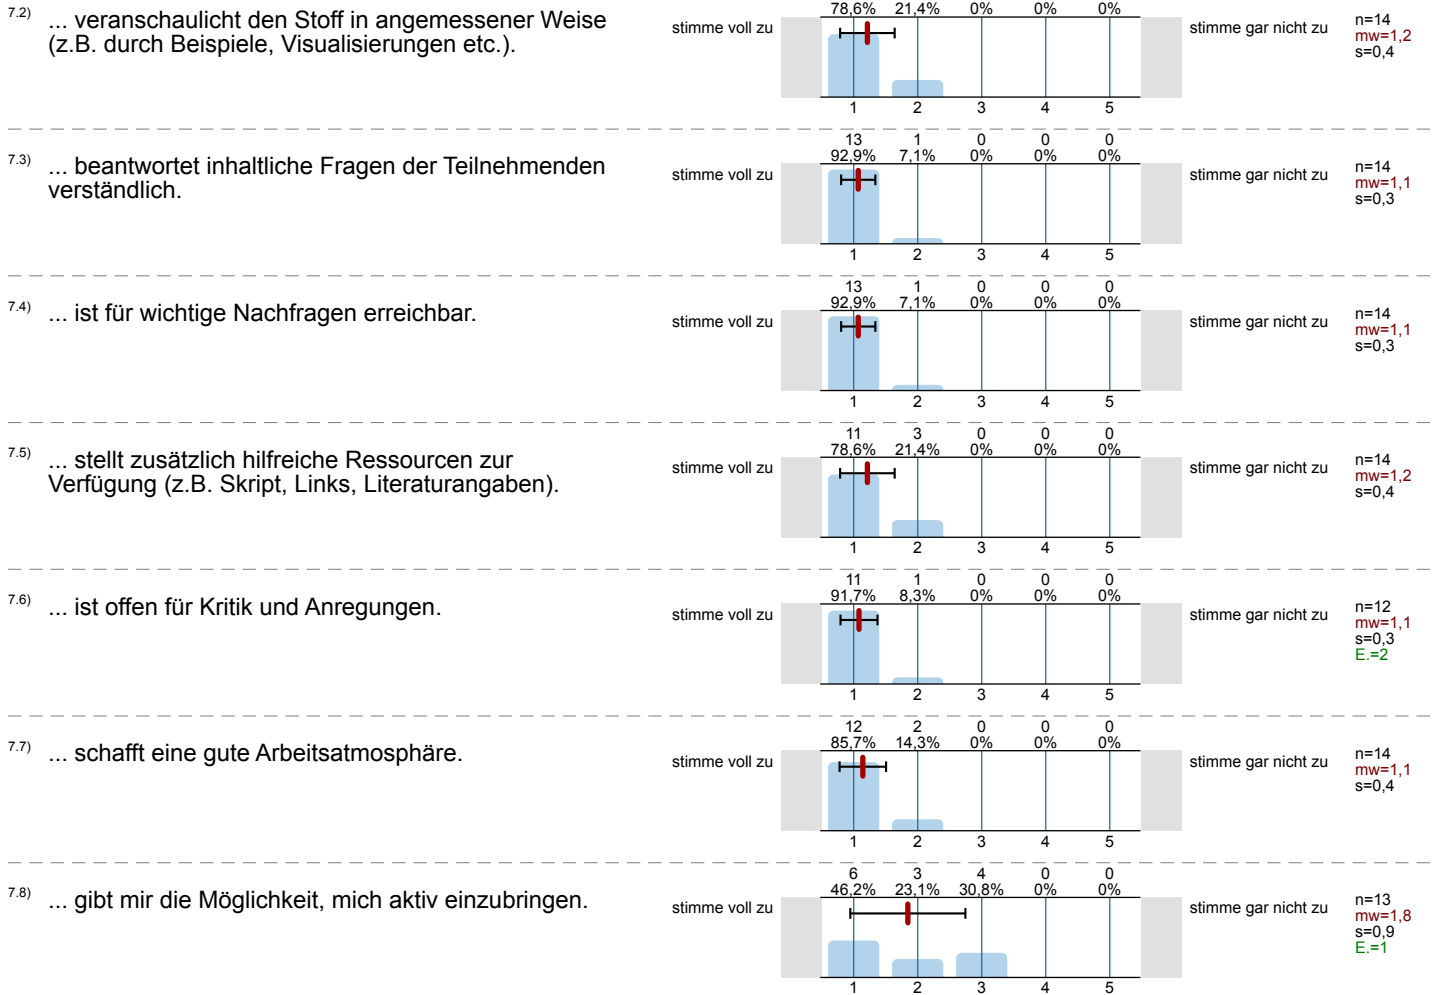 7.2) ... veranschaulicht den Stoff in angemessener Weise
(z.B. durch Beispiele, Visualisierungen etc.).
stimme voll zu
78,6% 21,4% 0% 0% 0%
1 2 3 4 5
stimme gar nicht zu
n=14
mw=1,2
s=0,4
7.3) ... beantwortet inhaltliche Fragen der Teilnehmenden
verständlich.
stimme voll zu
13 1 0 0 0
92,9% 7,1% 0% 0% 0%
1 2 3 4 5
stimme gar nicht zu
n=14
mw=1,1
s=0,3
7.4) ... ist für wichtige Nachfragen erreichbar.
stimme voll zu
13 1 0 0 0
92,9% 7,1% 0% 0% 0%
1 2 3 4 5
stimme gar nicht zu
n=14
mw=1,1
s=0,3
7.5) ... stellt zusätzlich hilfreiche Ressourcen zur
Verfügung (z.B. Skript, Links, Literaturangaben).
stimme voll zu
11 3 0 0 0
78,6% 21,4% 0% 0% 0%
1 2 3 4 5
stimme gar nicht zu
n=14
mw=1,2
s=0,4
7.6) ... ist offen für Kritik und Anregungen.
stimme voll zu
11 1 0 0 0
91,7% 8,3% 0% 0% 0%
1 2 3 4 5
stimme gar nicht zu
n=12
mw=1,1
s=0,3
E.=2
7.7) ... schafft eine gute Arbeitsatmosphäre.
stimme voll zu
12 2 0 0 0
85,7% 14,3% 0% 0% 0%
1 2 3 4 5
stimme gar nicht zu
n=14
mw=1,1
s=0,4
7.8) ... gibt mir die Möglichkeit, mich aktiv einzubringen.
stimme voll zu
6 3 4 0 0
46,2% 23,1% 30,8% 0% 0%
1 2 3 4 5
stimme gar nicht zu
n=13
mw=1,8
s=0,9
E.=1